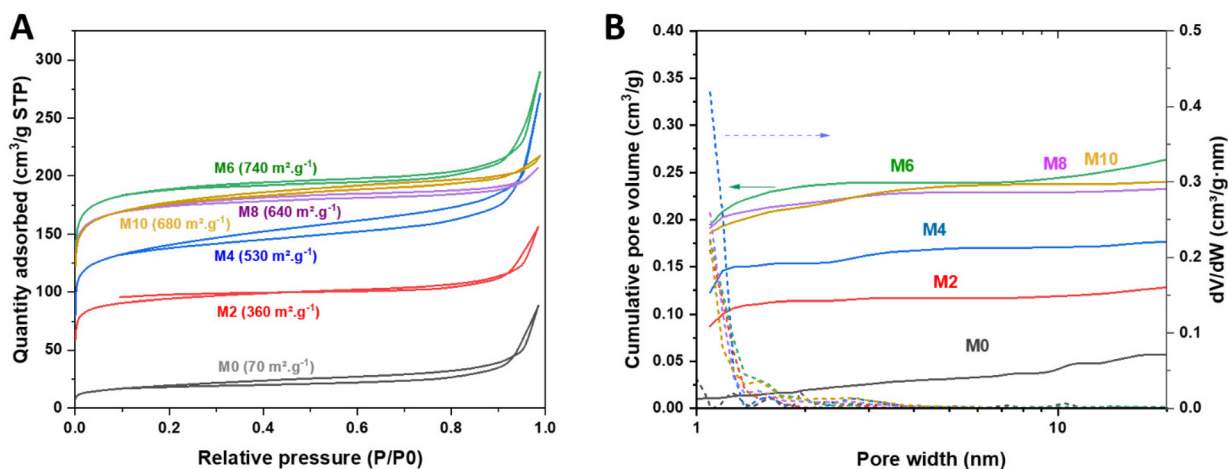 A
Quantity adsorbed (cm³/g STP)
300
250
200
150
100
50
0
M6 (740 m².g⁻¹)
M10 (680 m².g⁻¹)
M8 (640 m².g⁻¹)
M4 (530 m².g⁻¹)
M2 (360 m².g⁻¹)
M0 (70 m².g⁻¹)
0.0 0.2 0.4 0.6 0.8 1.0
Relative pressure (P/P0)
B
Cumulative pore volume (cm³/g)
0.40
0.35
0.30
0.25
0.20
0.15
0.10
0.05
0.00
M6
M8
M10
M4
M2
M0
0.5
0.4
0.3
0.2
0.1
0.0
dV/dW (cm³/g·nm)
1 10
Pore width (nm)